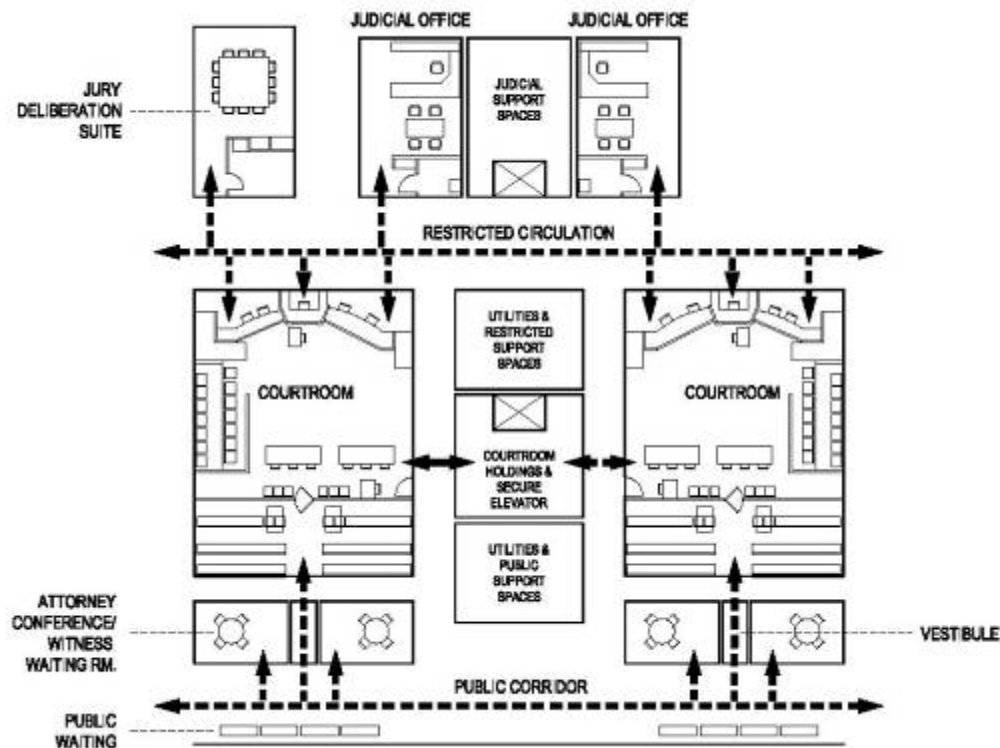 JUDICIAL OFFICE
JUDICIAL OFFICE
JURY
DELIBERATION
SUITE
JUDICIAL
SUPPORT
SPACES
RESTRICTED CIRCULATION
COURTROOM
UTILITIES &
RESTRICTED
SUPPORT
SPACES
COURTROOM
COURTROOM
HOLDINGS &
SECURE
ELEVATOR
UTILITIES &
PUBLIC
SUPPORT
SPACES
ATTORNEY
CONFERENCE/
WITNESS
WAITING RM.
VESTIBULE
PUBLIC CORRIDOR
PUBLIC
WAITING